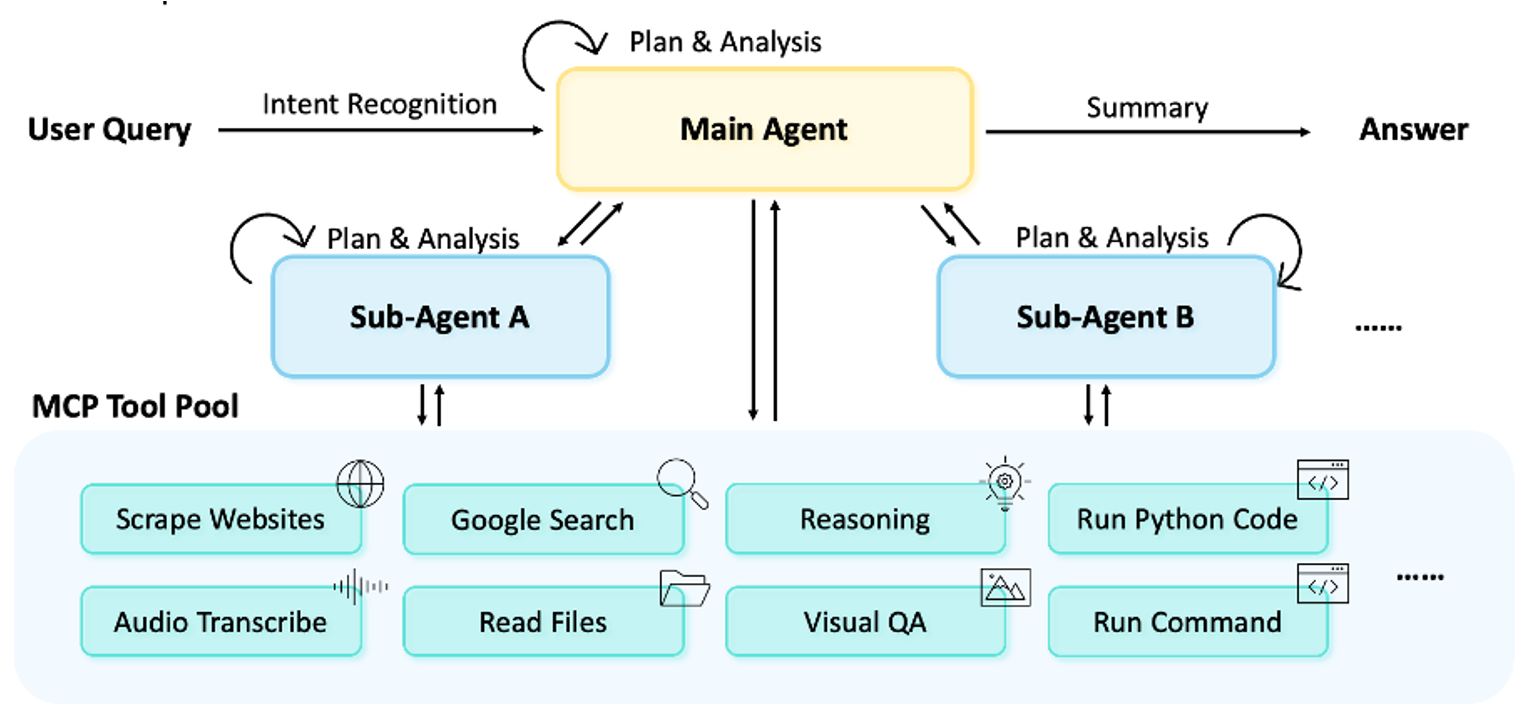 Plan & Analysis
Intent Recognition
Summary
User Query
Main Agent
Answer
Plan & Analysis
Plan & Analysis
Sub-Agent A
Sub-Agent B
......
MCP Tool Pool
Scrape Websites
Google Search
Reasoning
</>
Run Python Code
......
Audio Transcribe
Read Files
Visual QA
</>
Run Command